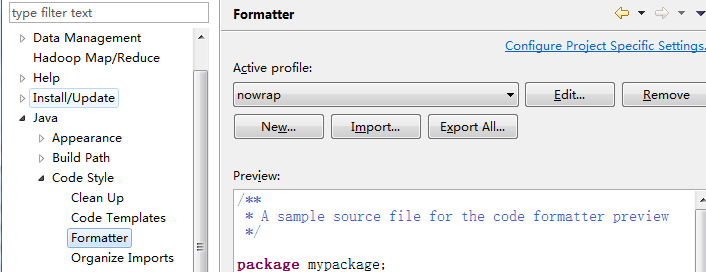 type filter text
Data Management
Hadoop Map/Reduce
Help
Install/Update
Java
Appearance
Build Path
Code Style
Clean Up
Code Templates
Formatter
Organize Imports
Formatter
Configure Project Specific Settings.
Active profile:
nowrap
Edit...
Remove
New...
Import...
Export All...
Preview:
/**
* A sample source file for the code formatter preview
*/
package mypackage;